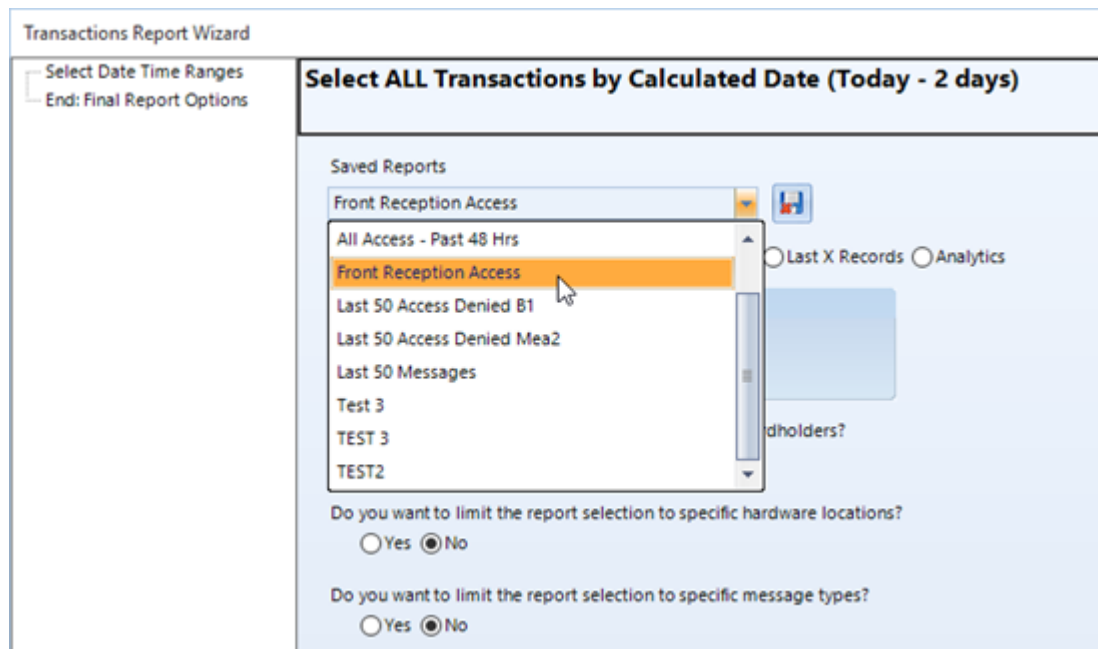 Transactions Report Wizard
Select Date Time Ranges
End: Final Report Options
Select ALL Transactions by Calculated Date (Today - 2 days)
Saved Reports
Front Reception Access
All Access - Past 48 Hrs
Front Reception Access
Last X Records Analytics
Last 50 Access Denied B1
Last 50 Access Denied Mea2
Last 50 Messages
Test 3
TEST 3
TEST2
Do you want to limit the report selection to specific hardware locations?
Yes No
Do you want to limit the report selection to specific message types?
Yes No